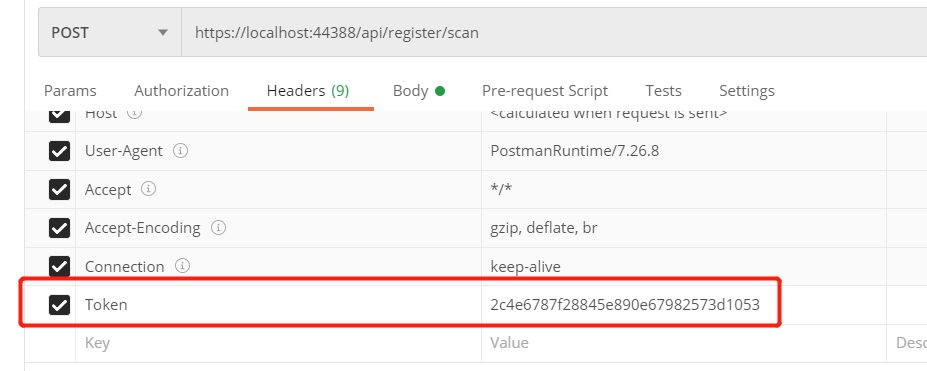 POST https://localhost:44388/api/register/scan
Params Authorization Headers (9) Body Pre-request Script Tests Settings
Host <calculated when request is sent>
User-Agent PostmanRuntime/7.26.8
Accept */*
Accept-Encoding gzip, deflate, br
Connection keep-alive
Token 2c4e6787f28845e890e67982573d1053
Key Value Desc